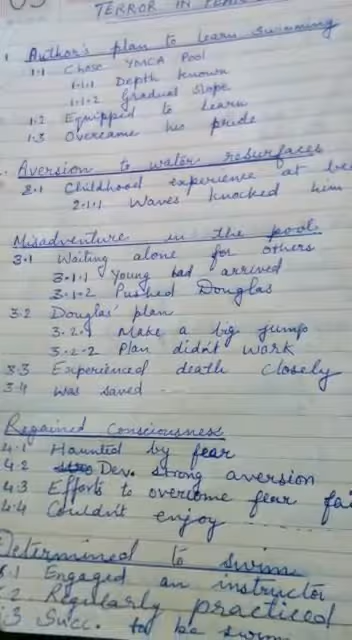 TERROR IN
1 Author's plan to learn swimming
1.1 Chose YMCA Pool
1.1.1 Depth known
1.1.2 Gradual slope
1.2 Equipped to learn
1.3 Overcame his pride
Aversion to water resurfaces
2.1 Childhood experience at
2.1.1 Waves knocked him
Misadventure in the pool
3.1 Waiting alone for others
3.1.1 Young lad arrived
3.1.2 Pushed Douglas
3.2 Douglas' plan
3.2.1 Make a big jump
3.2.2 Plan didn't work
3.3 Experienced death closely
3.4 was saved
Regained Consciousness
4.1 Haunted by fear
4.2 Dev. strong aversion
4.3 Efforts to overcome fear
4.4 Couldn't enjoy
Determined to swim
5.1 Engaged an instructor
.2 Regularly practiced
.3 Succ. to be